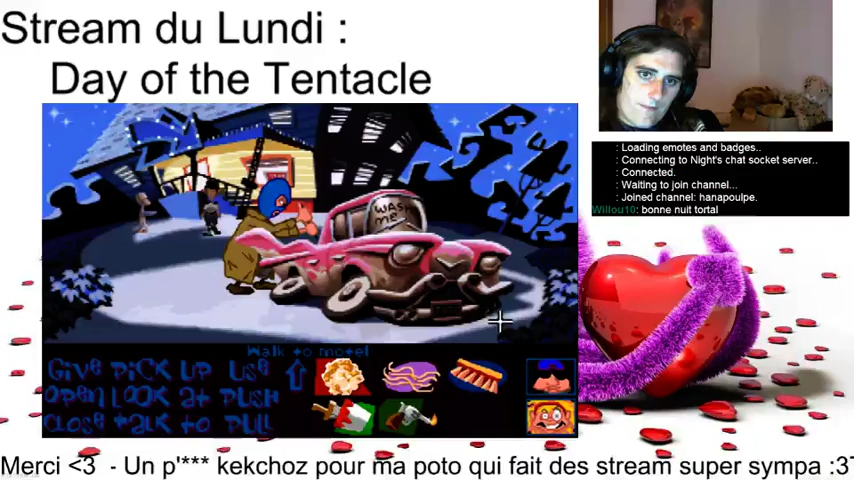 Stream du Lundi :
Day of the Tentacle
: Loading emotes and badges..
: Connecting to Night's chat socket server..
: Connected.
: Waiting to join channel...
: Joined channel: hanapoulpe.
Willou10: bonne nuit tortal
WASH ME
Walk to motel
Give Pick up Use
Open Look at Push
Close Talk to Pull
Merci <3 - Un p'*** kekchoz pour ma poto qui fait des stream super sympa :3